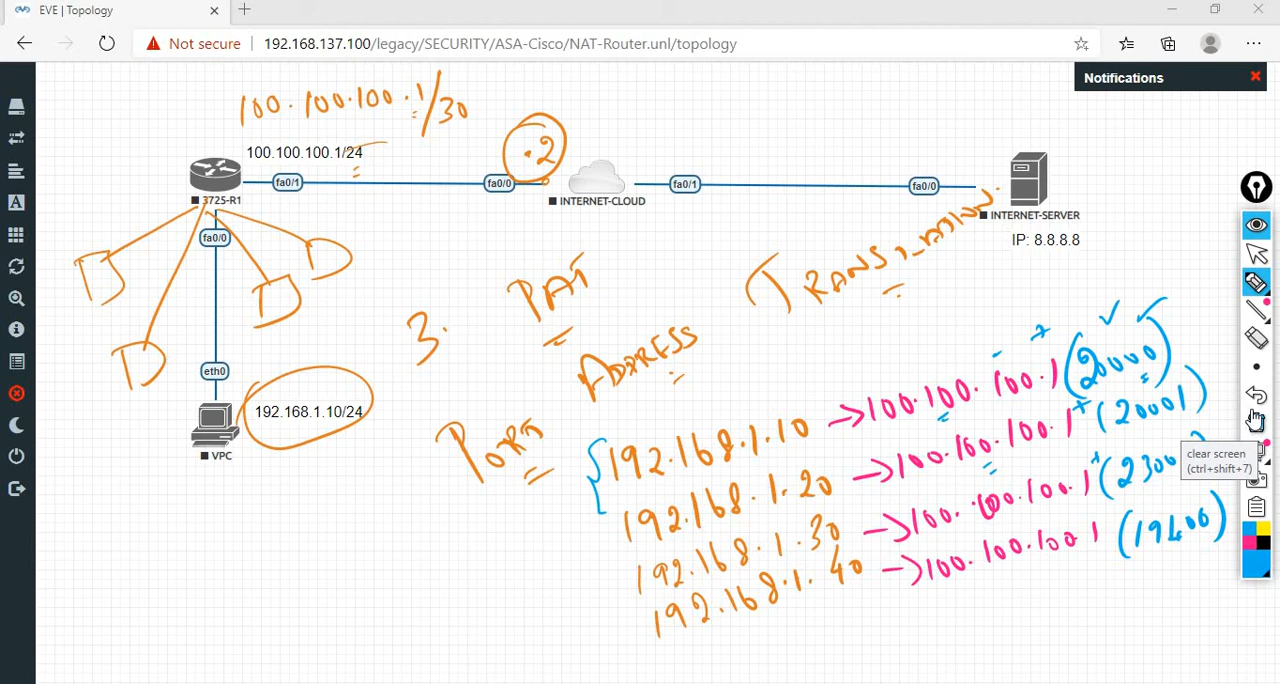 EVE | Topology
Not secure
192.168.137.100/legacy/SECURITY/ASA-Cisco/NAT-Router.unl/topology
Notifications
100.100.100.1/30
100.100.100.1/24
.2
fa0/1
fa0/0
fa0/1
fa0/0
3725-R1
INTERNET-CLOUD
INTERNET-SERVER
IP: 8.8.8.8
fa0/0
3. PAT
TRANSLATION
ADDRESS
PORT
eth0
192.168.1.10/24
VPC
192.168.1.10 → 100.100.100.1 + (20000)
192.168.1.20 → 100.100.100.1 + (20001)
192.168.1.30 → 100.100.100.1 + (2300
192.168.1.40 → 100.100.100.1 (19400)
clear screen
(ctrl+shift+7)